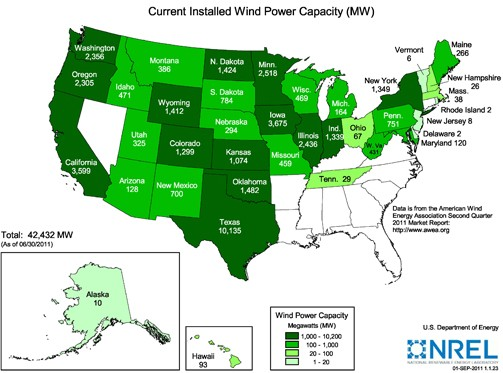 Current Installed Wind Power Capacity (MW)
Washington
2,356
Oregon
2,305
California
3,599
Idaho
471
Montana
386
Wyoming
1,412
Utah
325
Colorado
1,299
Arizona
128
New Mexico
700
N. Dakota
1,424
S. Dakota
784
Nebraska
294
Kansas
1,074
Oklahoma
1,482
Texas
10,135
Minn.
2,518
Iowa
3,675
Missouri
459
Wisc.
469
Illinois
2,436
Mich.
164
Ind.
1,339
Ohio
67
W. Va
431
Tenn. 29
Penn.
751
New York
1,349
Vermont
6
Maine
266
New Hampshire
26
Mass.
38
Rhode Island 2
New Jersey 8
Delaware 2
Maryland 120
Data is from the American Wind
Energy Association Second Quarter
2011 Market Report:
http://www.awea.org
Total: 42,432 MW
(As of 06/30/2011)
Alaska
10
Hawaii
93
Wind Power Capacity
Megawatts (MW)
1,000 - 10,200
100 - 1,000
20 - 100
1 - 20
U.S. Department of Energy
NREL
NATIONAL RENEWABLE ENERGY LABORATORY
01-SEP-2011 1.1.22